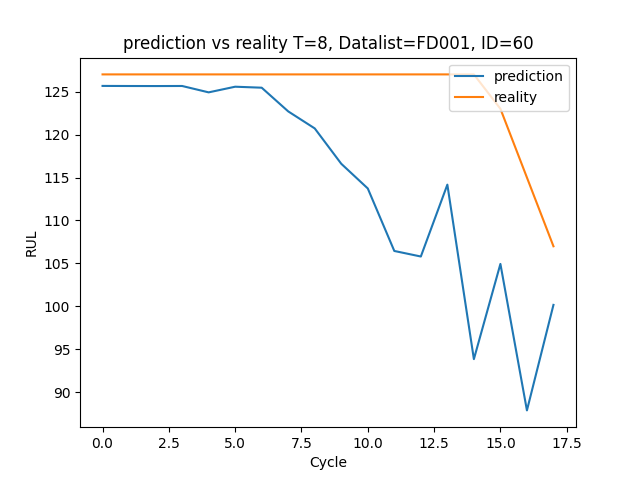 prediction vs reality T=8, Datalist=FD001, ID=60
prediction
reality
RUL
125
120
115
110
105
100
95
90
0.0 2.5 5.0 7.5 10.0 12.5 15.0 17.5
Cycle